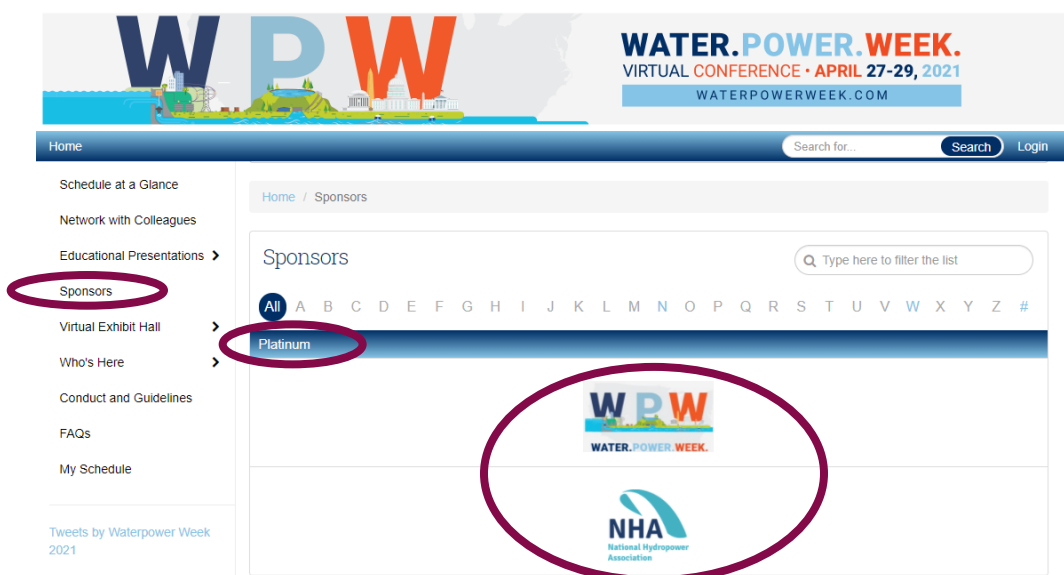 WPW
WATER.POWER.WEEK.
VIRTUAL CONFERENCE • APRIL 27-29, 2021
WATERPOWERWEEK.COM
Home
Search for...
Search
Login
Schedule at a Glance
Network with Colleagues
Educational Presentations
Sponsors
Virtual Exhibit Hall
Who's Here
Conduct and Guidelines
FAQs
My Schedule
Tweets by Waterpower Week
2021
Home / Sponsors
Sponsors
Type here to filter the list
All A B C D E F G H I J K L M N O P Q R S T U V W X Y Z #
Platinum
WPW
WATER.POWER.WEEK.
NHA
National Hydropower
Association